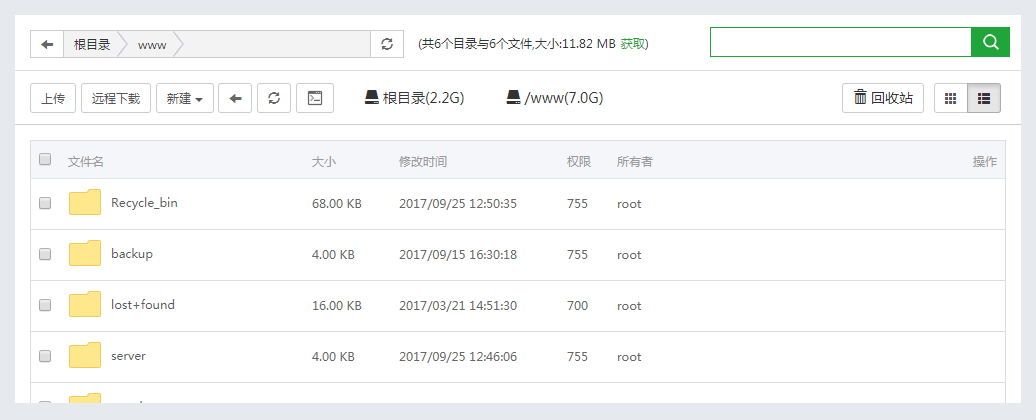 根目录 www (共6个目录与6个文件,大小:11.82 MB 获取)
上传 远程下载 新建 根目录(2.2G) /www(7.0G) 回收站
文件名 大小 修改时间 权限 所有者 操作
Recycle_bin 68.00 KB 2017/09/25 12:50:35 755 root
backup 4.00 KB 2017/09/15 16:30:18 755 root
lost+found 16.00 KB 2017/03/21 14:51:30 700 root
server 4.00 KB 2017/09/25 12:46:06 755 root